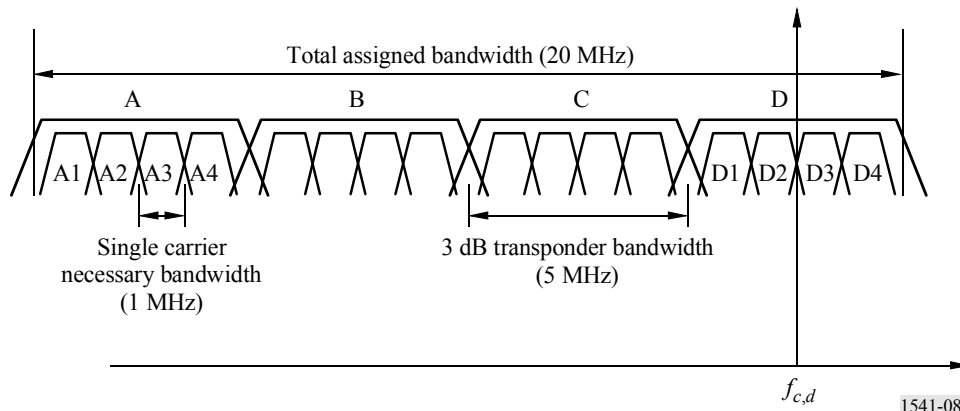 Total assigned bandwidth (20 MHz)
A B C D
A1 A2 A3 A4 D1 D2 D3 D4
Single carrier
necessary bandwidth
(1 MHz)
3 dB transponder bandwidth
(5 MHz)
f c,d
1541-08